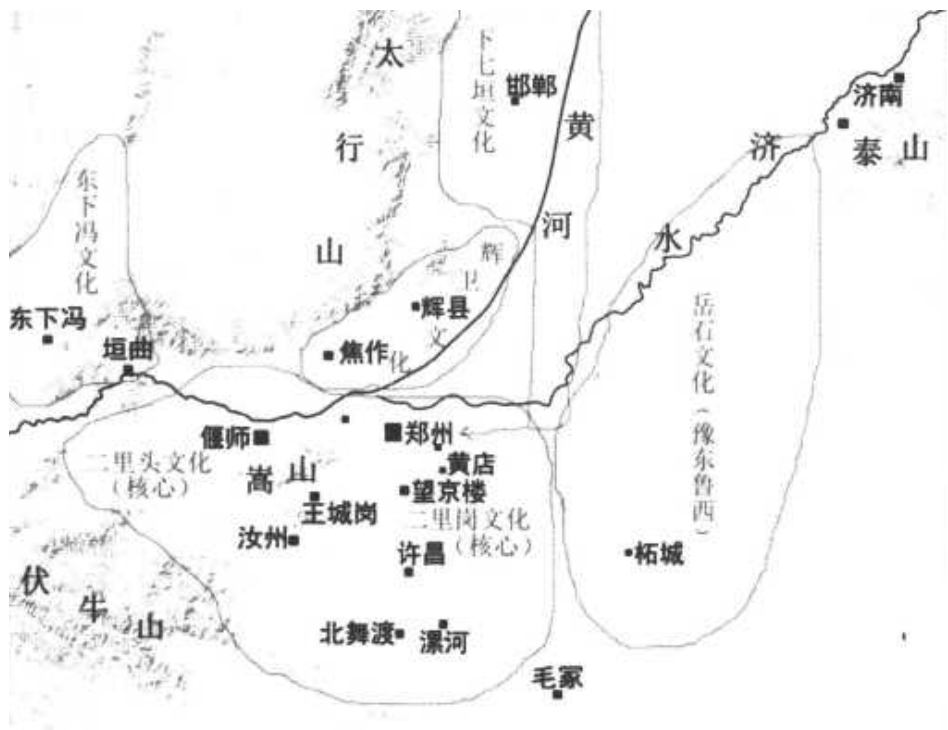 太行山
下七垣文化
邯郸
黄河
济水
济南
泰山
东下冯文化
辉卫文化
辉县
焦作
东下冯
垣曲
岳石文化(豫东鲁西)
偃师
郑州
二里头文化
(核心)
嵩山
黄店
望京楼
王城岗
二里岗文化
(核心)
汝州
许昌
柘城
伏牛山
北舞渡
漯河
毛冢